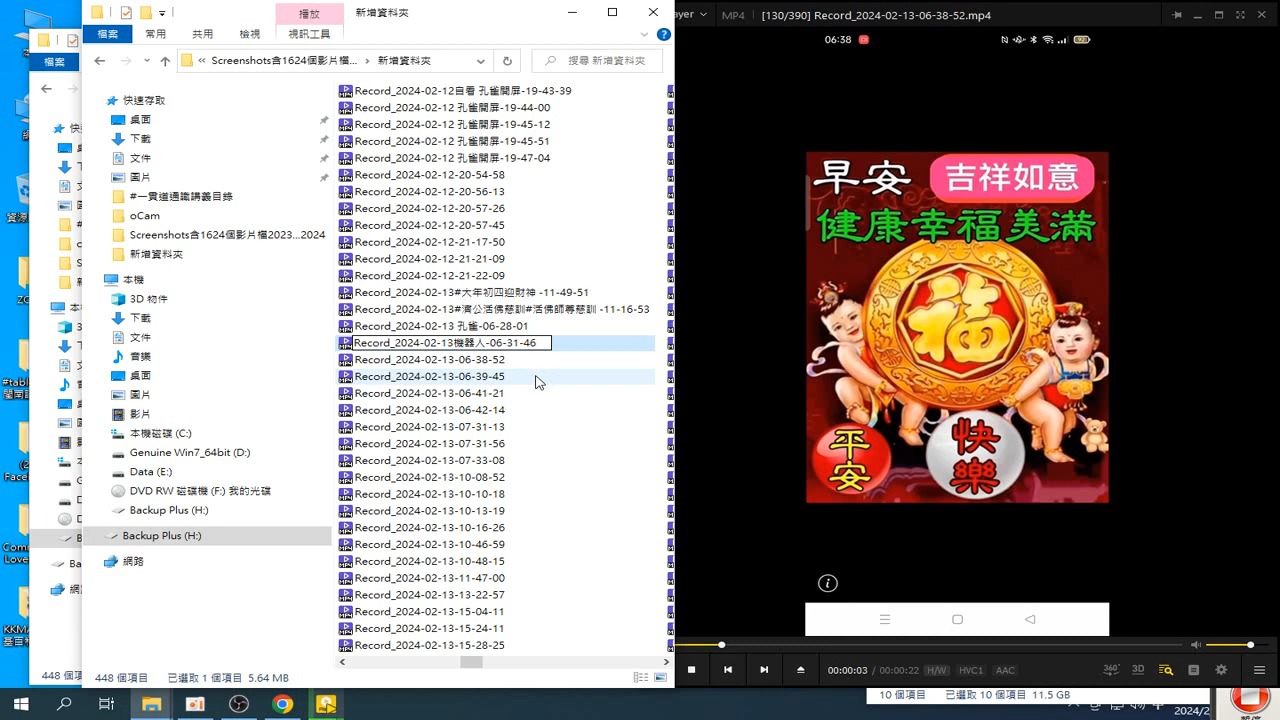 播放
新增資料夾
檔案
常用
共用
檢視
視訊工具
Screenshots含1624個影片檔... › 新增資料夾
搜尋 新增資料夾
快速存取
桌面
下載
文件
圖片
#一貫道通識講義目錄
oCam
Screenshots含1624個影片檔案023...2024
新增資料夾
本機
3D 物件
下載
文件
音樂
桌面
圖片
影片
本機磁碟 (C:)
Genuine Win7_64bit (D:)
Data (E:)
DVD RW 磁碟機 (F:) 我的光碟
Backup Plus (H:)
Backup Plus (H:)
網路
Record_2024-02-12自看 孔雀開屏-19-43-39
Record_2024-02-12 孔雀開屏-19-44-00
Record_2024-02-12 孔雀開屏-19-45-12
Record_2024-02-12 孔雀開屏-19-45-51
Record_2024-02-12 孔雀開屏-19-47-04
Record_2024-02-12-20-54-58
Record_2024-02-12-20-56-13
Record_2024-02-12-20-57-26
Record_2024-02-12-20-57-45
Record_2024-02-12-21-17-50
Record_2024-02-12-21-21-09
Record_2024-02-12-21-22-09
Record_2024-02-13#大年初四迎財神 -11-49-51
Record_2024-02-13#濟公活佛慈訓#活佛師尊慈訓 -11-16-53
Record_2024-02-13 孔雀-06-28-01
Record_2024-02-13機器人-06-31-46
Record_2024-02-13-06-38-52
Record_2024-02-13-06-39-45
Record_2024-02-13-06-41-21
Record_2024-02-13-06-42-14
Record_2024-02-13-07-31-13
Record_2024-02-13-07-31-56
Record_2024-02-13-07-33-08
Record_2024-02-13-10-08-52
Record_2024-02-13-10-10-18
Record_2024-02-13-10-13-19
Record_2024-02-13-10-16-26
Record_2024-02-13-10-46-59
Record_2024-02-13-10-48-15
Record_2024-02-13-11-47-00
Record_2024-02-13-13-22-57
Record_2024-02-13-15-04-11
Record_2024-02-13-15-24-11
Record_2024-02-13-15-28-25
448 個項目
已選取 1 個項目 5.64 MB
檔案
448 個項
ayer
MP4
[130/390] Record_2024-02-13-06-38-52.mp4
06:38
早安
吉祥如意
健康幸福美滿
福
平安
快樂
00:00:03 / 00:00:22
H/W
HVC1
AAC
360°
3D
10 個項目
已選取 10 個項目 11.5 GB
2024/2